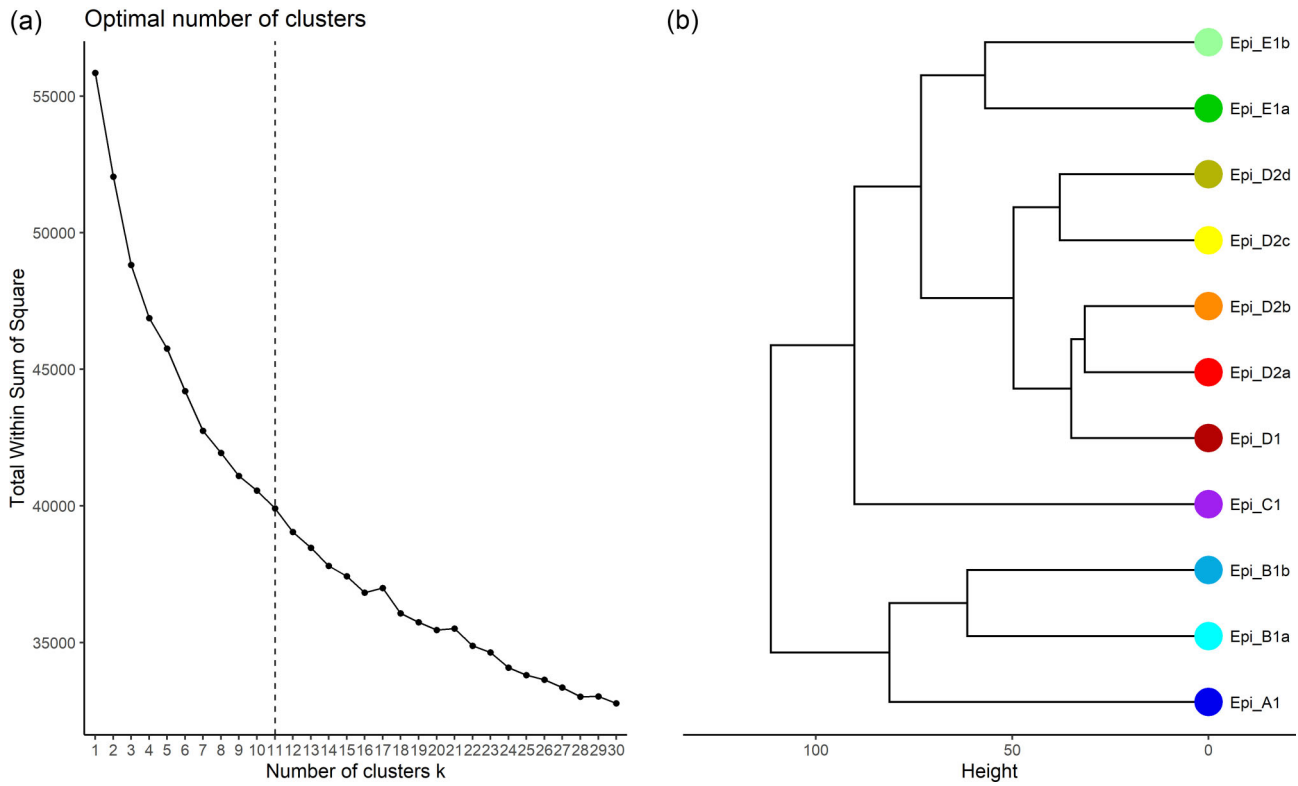 (a)
Optimal number of clusters
Total Within Sum of Square
55000
50000
45000
40000
35000
1 2 3 4 5 6 7 8 9 10 11 12 13 14 15 16 17 18 19 20 21 22 23 24 25 26 27 28 29 30
Number of clusters k
(b)
Epi_E1b
Epi_E1a
Epi_D2d
Epi_D2c
Epi_D2b
Epi_D2a
Epi_D1
Epi_C1
Epi_B1b
Epi_B1a
Epi_A1
100 50 0
Height